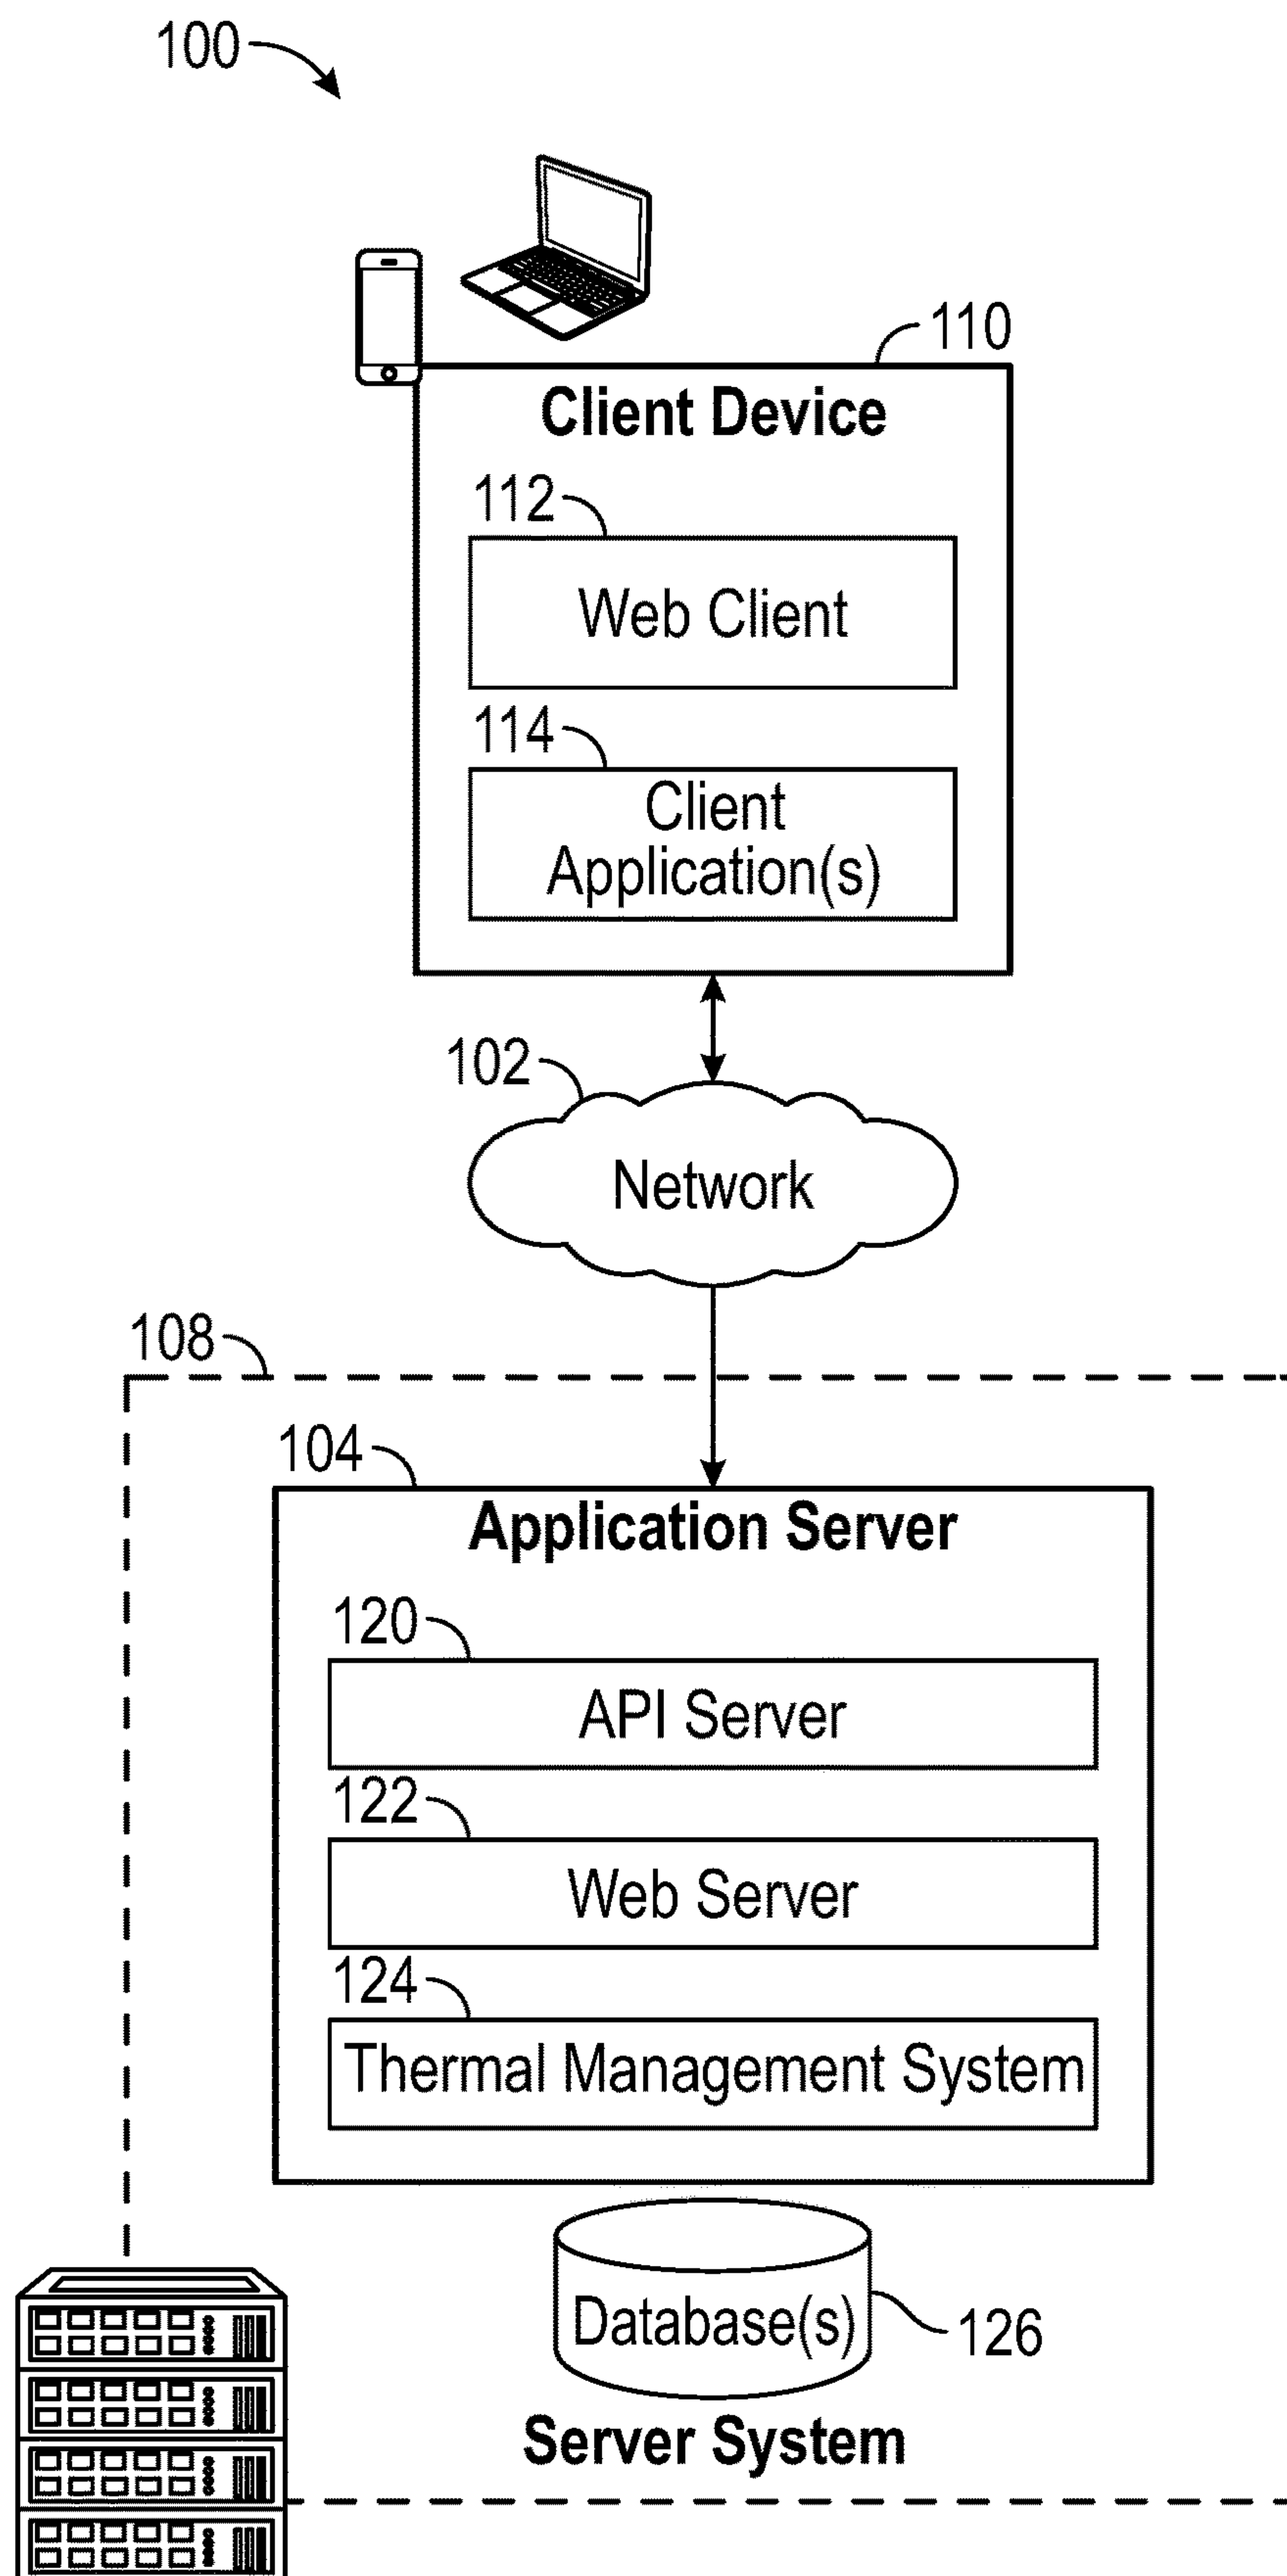 100
110
Client Device
112
Web Client
114
Client
Application(s)
102
Network
108
104
Application Server
120
API Server
122
Web Server
124
Thermal Management System
Database(s)
126
Server System